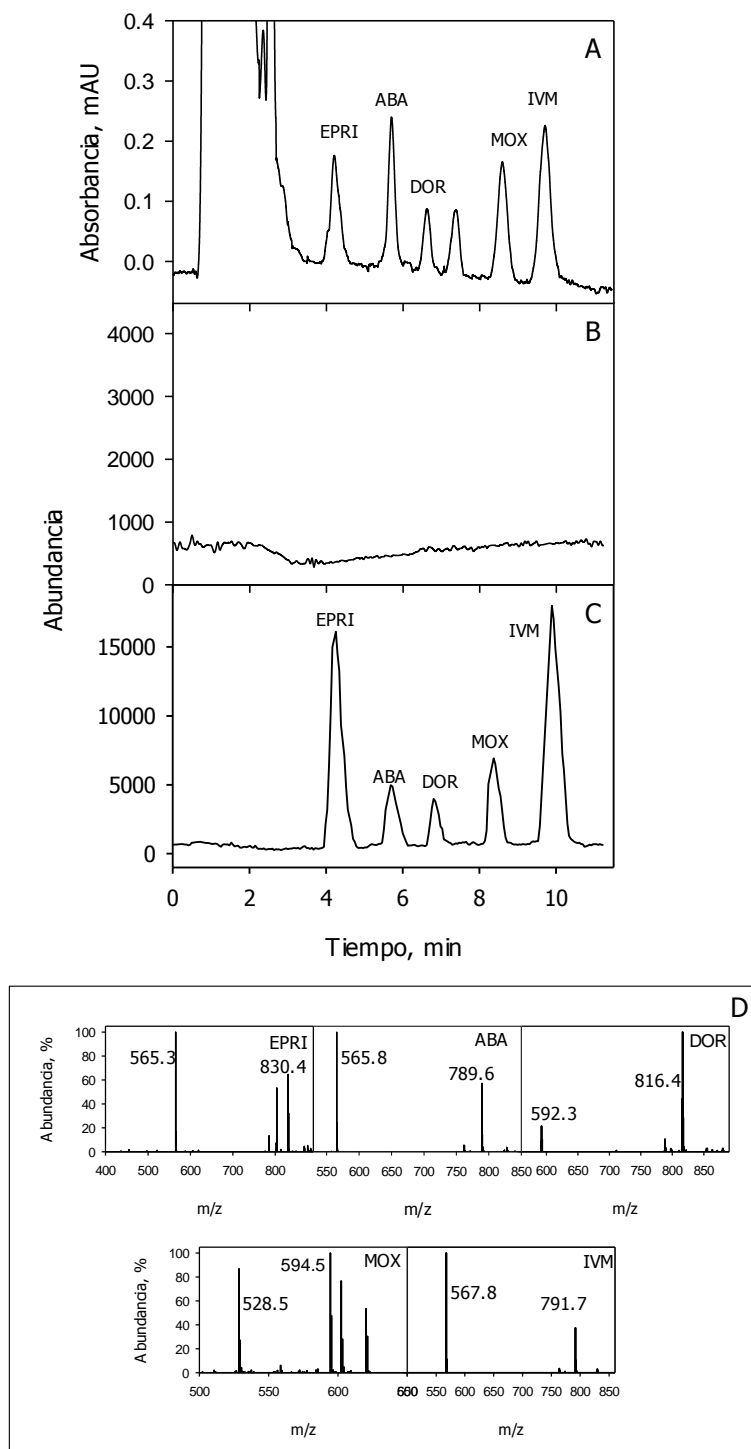 A
0.4
0.3
0.2
0.1
0.0
Absorbancia, mAU
EPRI
ABA
DOR
MOX
IVM
B
4000
3000
2000
1000
0
Abundancia
C
15000
10000
5000
0
EPRI
ABA
DOR
MOX
IVM
0 2 4 6 8 10
Tiempo, min
D
Abundancia, %
100
80
60
40
20
0
EPRI
565.3
830.4
ABA
565.8
789.6
DOR
592.3
816.4
400 500 600 700 800
550 600 650 700 750 800
600 650 700 750 800 850
m/z m/z m/z
Abundancia, %
100
80
60
40
20
0
MOX
594.5
528.5
IVM
567.8
791.7
500 550 600
550 600 650 700 750 800 850
m/z m/z